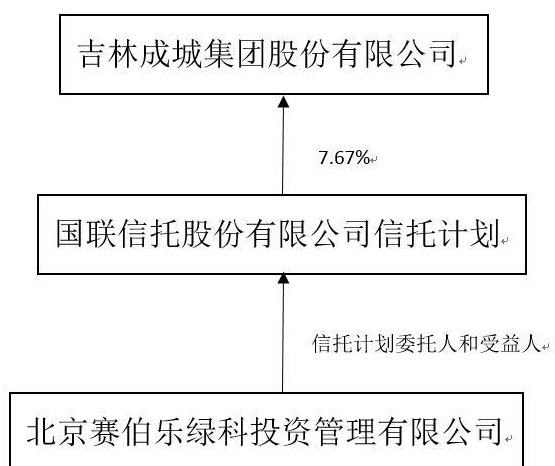 吉林成城集团股份有限公司
7.67%
国联信托股份有限公司信托计划
信托计划委托人和受益人
北京赛伯乐绿科投资管理有限公司